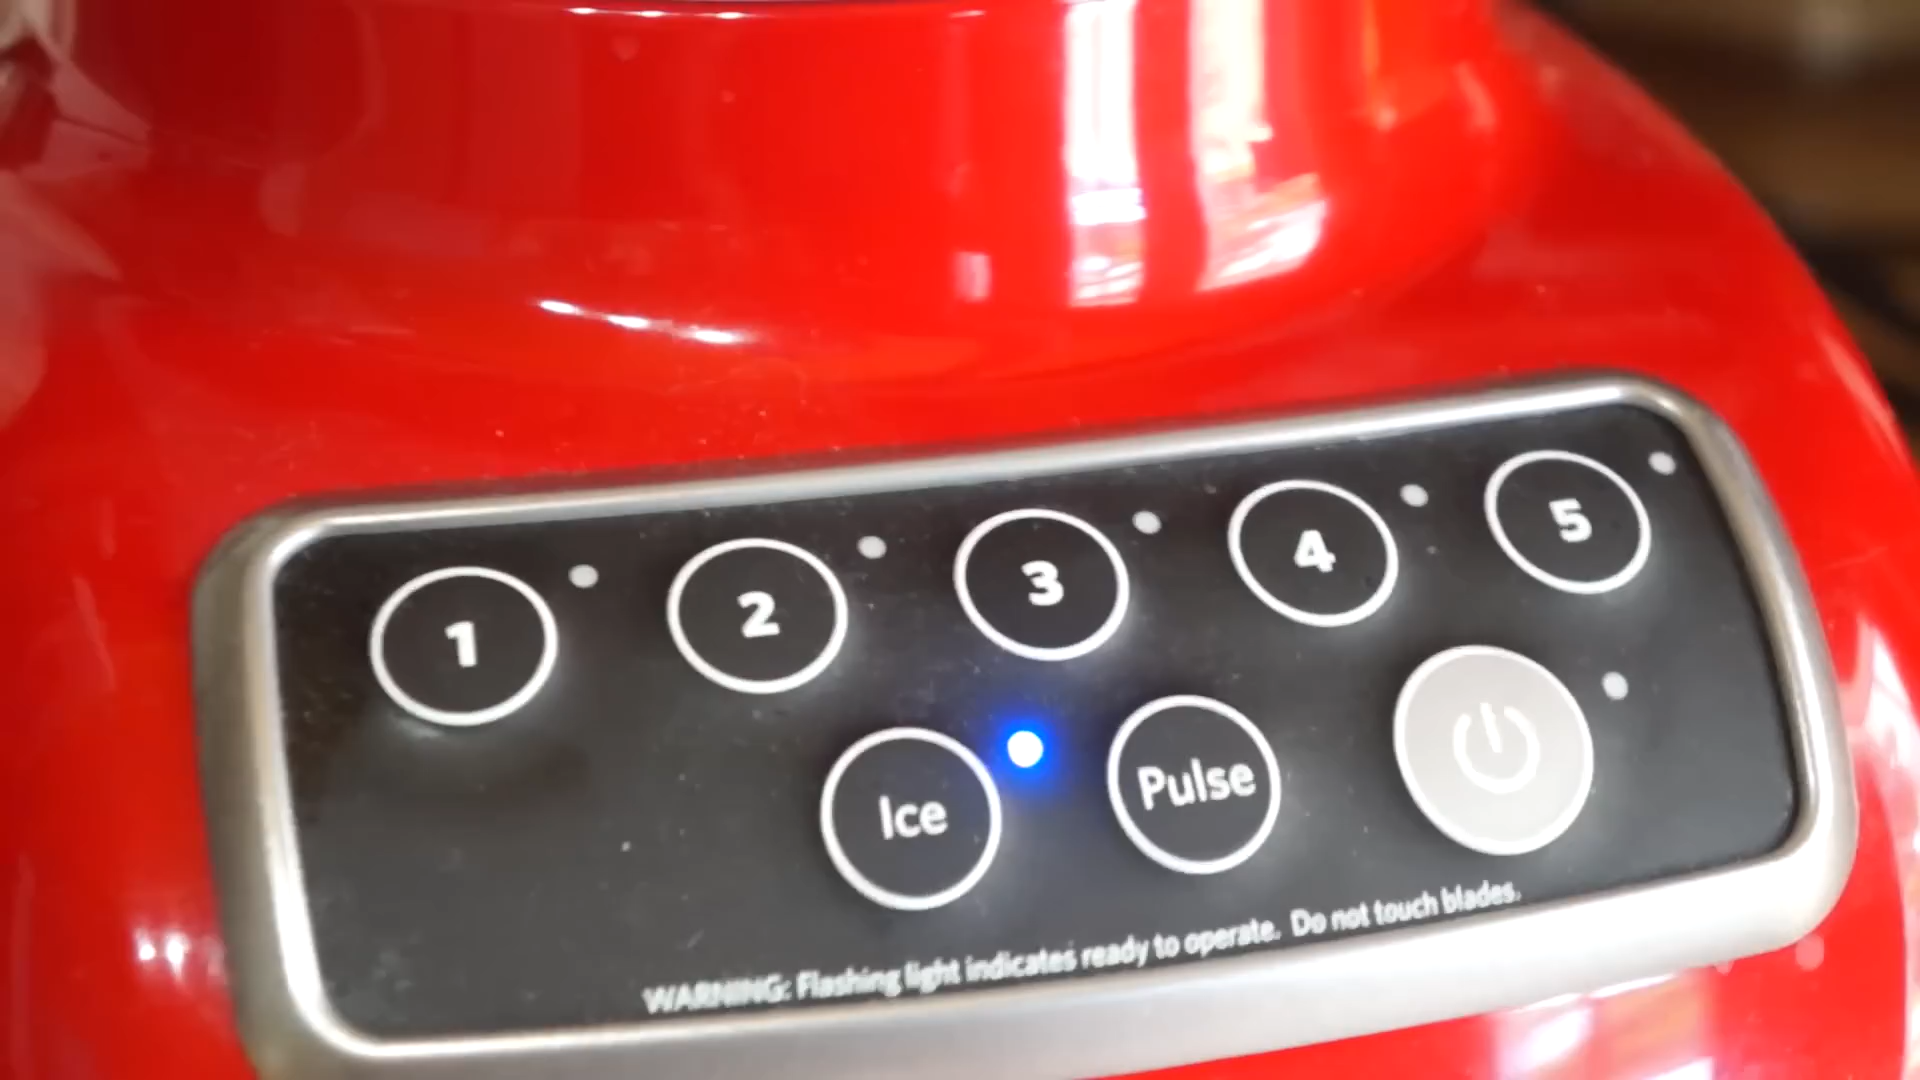 1 2 3 4 5
Ice Pulse
WARNING: Flashing light indicates ready to operate. Do not touch blades.